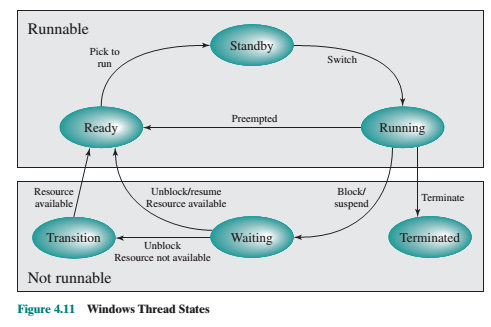 Runnable
Pick to
run
Standby
Switch
Ready
Preempted
Running
Resource
available
Unblock/resume
Resource available
Block/
suspend
Terminate
Transition
Unblock
Resource not available
Waiting
Terminated
Not runnable
Figure 4.11 Windows Thread States